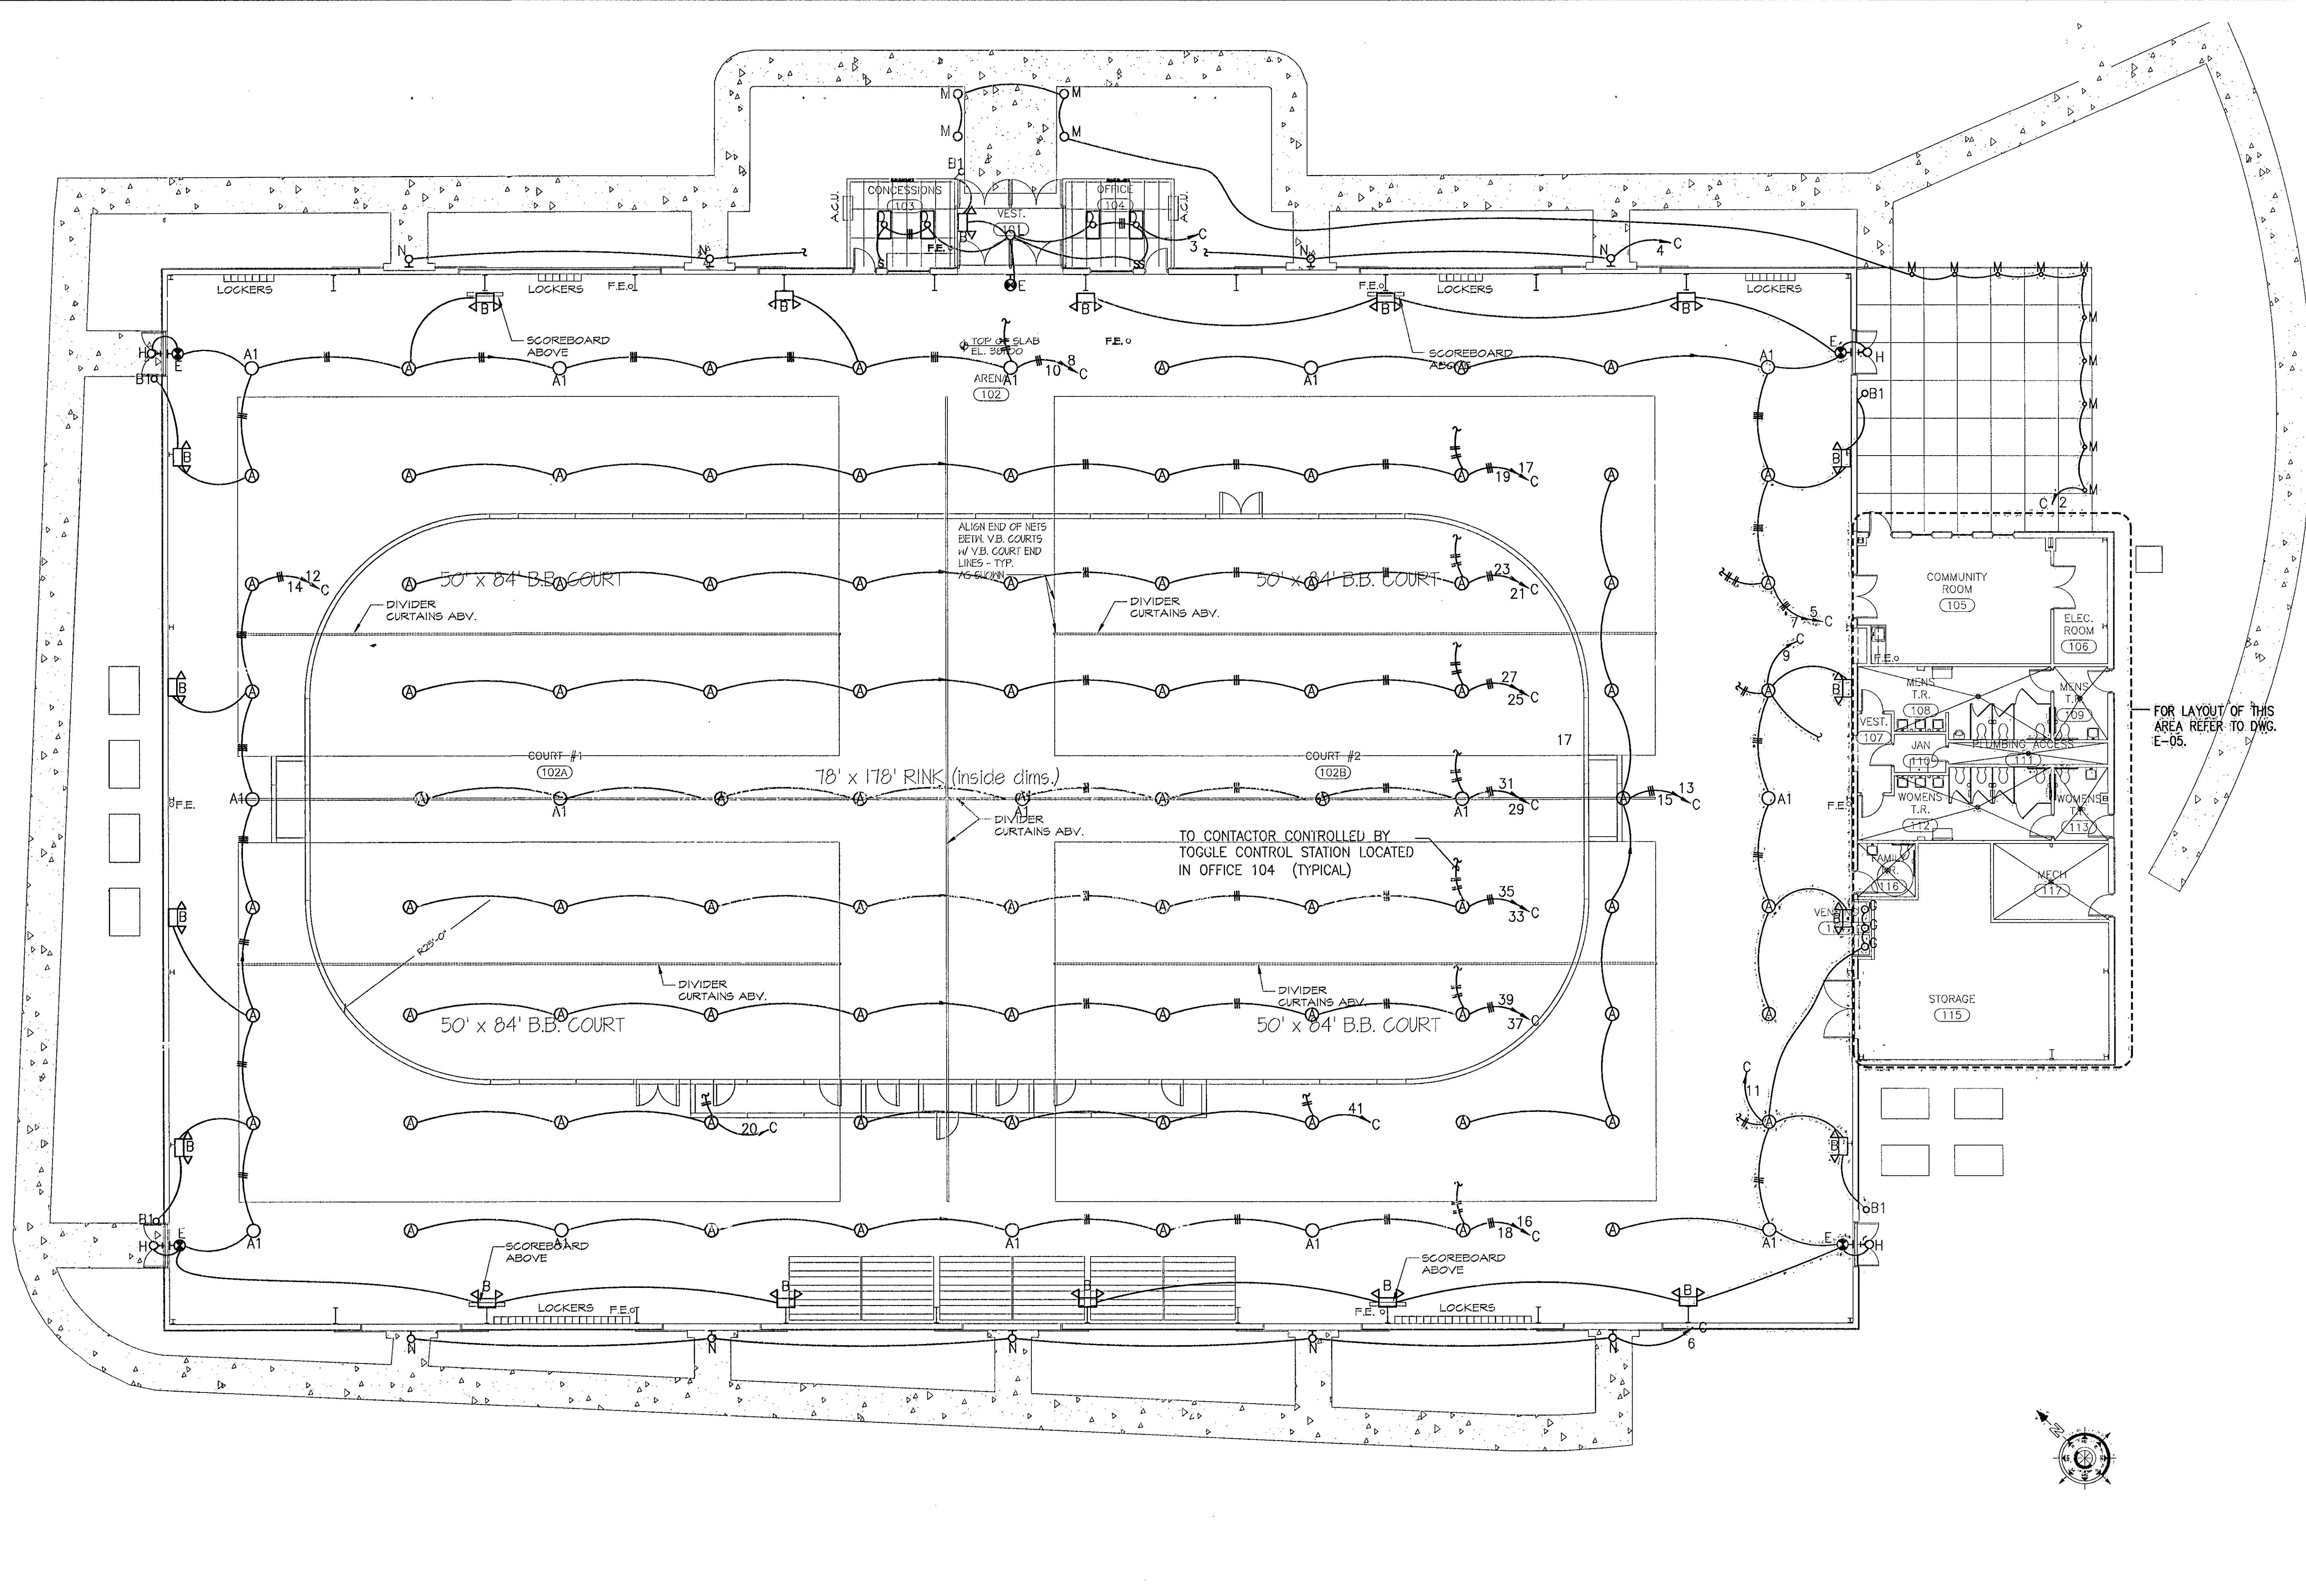 M M
M M
B1
CONCESSIONS
103
OFFICE
104
VEST.
101
A.C.U.
A.C.U.
D D D D
B
F.E.
S
S S
C
3
N N N N
C
4
M M M M M
LOCKERS
LOCKERS
F.E.
F.E.
LOCKERS
LOCKERS
E
B B B B B
SCOREBOARD
ABOVE
TOP OF SLAB
EL. 38.00
F.E.
SCOREBOARD
ABOVE
M
H E A1 A A1 A A A1 8
10 C
A A1 A A A1 E H
M
B1
ARENA
102
B1
M
B
A A A A A A A A A 17
19 C
A A
B
M
M
C 2
ALIGN END OF NETS
BETW. V.B. COURTS
W/ V.B. COURT END
LINES - TYP.
AS SHOWN
A 12
14 C
50' x 84' B.B. COURT
50' x 84' B.B. COURT
A A A A A A A A 23
21 C
A A
5
7 C
COMMUNITY
ROOM
105
ELEC.
ROOM
106
DIVIDER
CURTAINS ABV.
DIVIDER
CURTAINS ABV.
C
9
F.E.
B
A A A A A A A A A 27
25 C
A A
B
MENS
T.R.
108
MENS
T.R.
109
FOR LAYOUT OF THIS
AREA REFER TO DWG.
E-05.
VEST.
107
17
JAN
110
PLUMBING ACCESS
111
COURT #1
102A
COURT #2
102B
78' x 178' RINK (inside dims.)
A1
F.E.
A A1 A A A1 A A A1 31
29 C
A 13
15 C
A1
F.E.
WOMENS
T.R.
112
WOMENS
T.R.
113
DIVIDER
CURTAINS ABV.
TO CONTACTOR CONTROLLED BY
TOGGLE CONTROL STATION LOCATED
IN OFFICE 104 (TYPICAL)
116
MECH
117
B
A A A A A A A A A 35
33 C
A A
B
G
G
R25'-0"
DIVIDER
CURTAINS ABV.
DIVIDER
CURTAINS ABV.
STORAGE
115
A A A A A A A A A 39
37 C
A A
50' x 84' B.B. COURT
50' x 84' B.B. COURT
C
11
B
A A A A A A A A A A A
20 C
41
C
B
B1
B1
H E A1 A A1 A A A1 A A1 A 16
18 C
A A1 E H
SCOREBOARD
ABOVE
SCOREBOARD
ABOVE
B B B B B
LOCKERS
F.E.
F.E.
LOCKERS
N N N N N
C
6
N